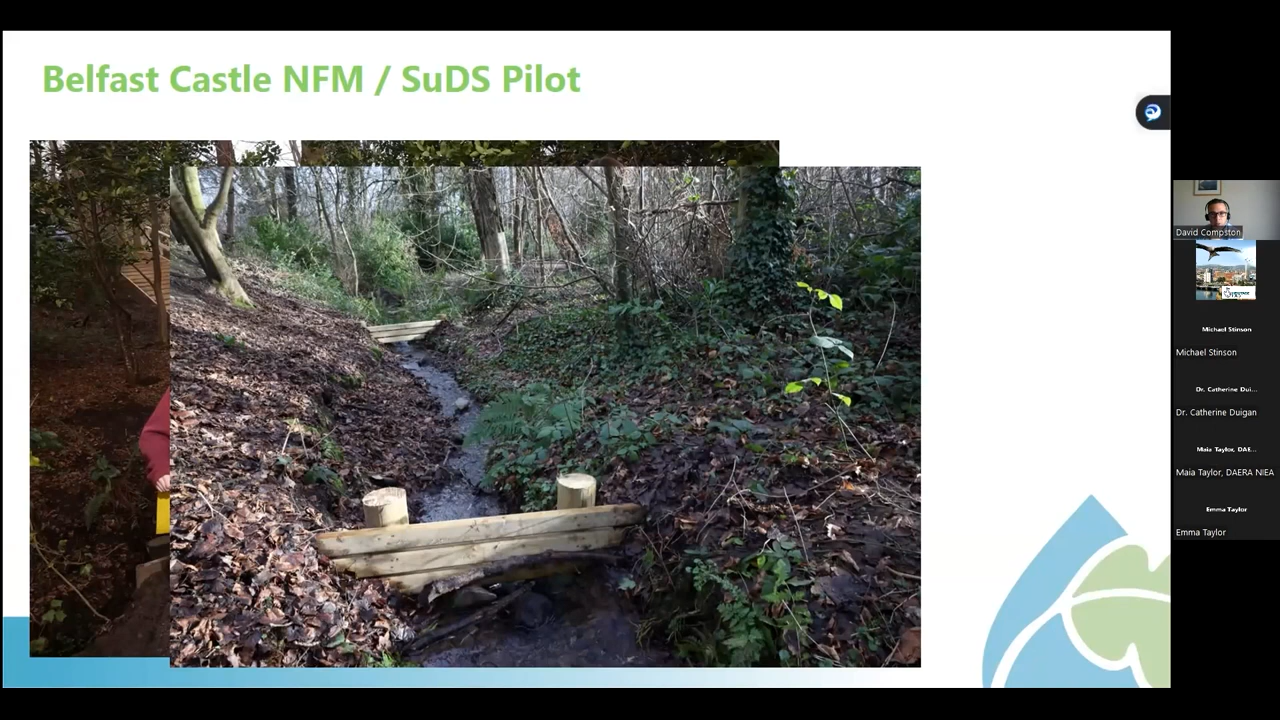 Belfast Castle NFM / SuDS Pilot
David Compston
Michael Stinson
Michael Stinson
Dr. Catherine Dui...
Dr. Catherine Duigan
Maia Taylor, DAE...
Maia Taylor, DAERA NIEA
Emma Taylor
Emma Taylor